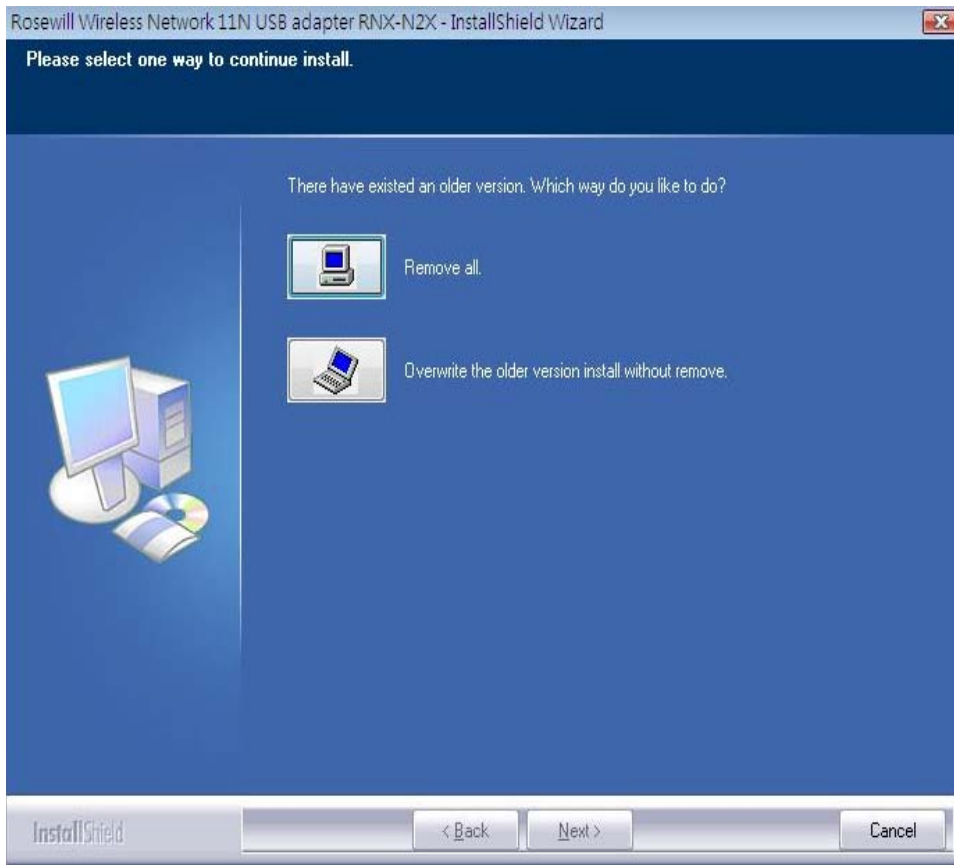 Rosewill Wireless Network 11N USB adapter RNX-N2X - InstallShield Wizard
Please select one way to continue install.
There have existed an older version. Which way do you like to do?
Remove all.
Overwrite the older version install without remove.
InstallShield
< Back
Next >
Cancel